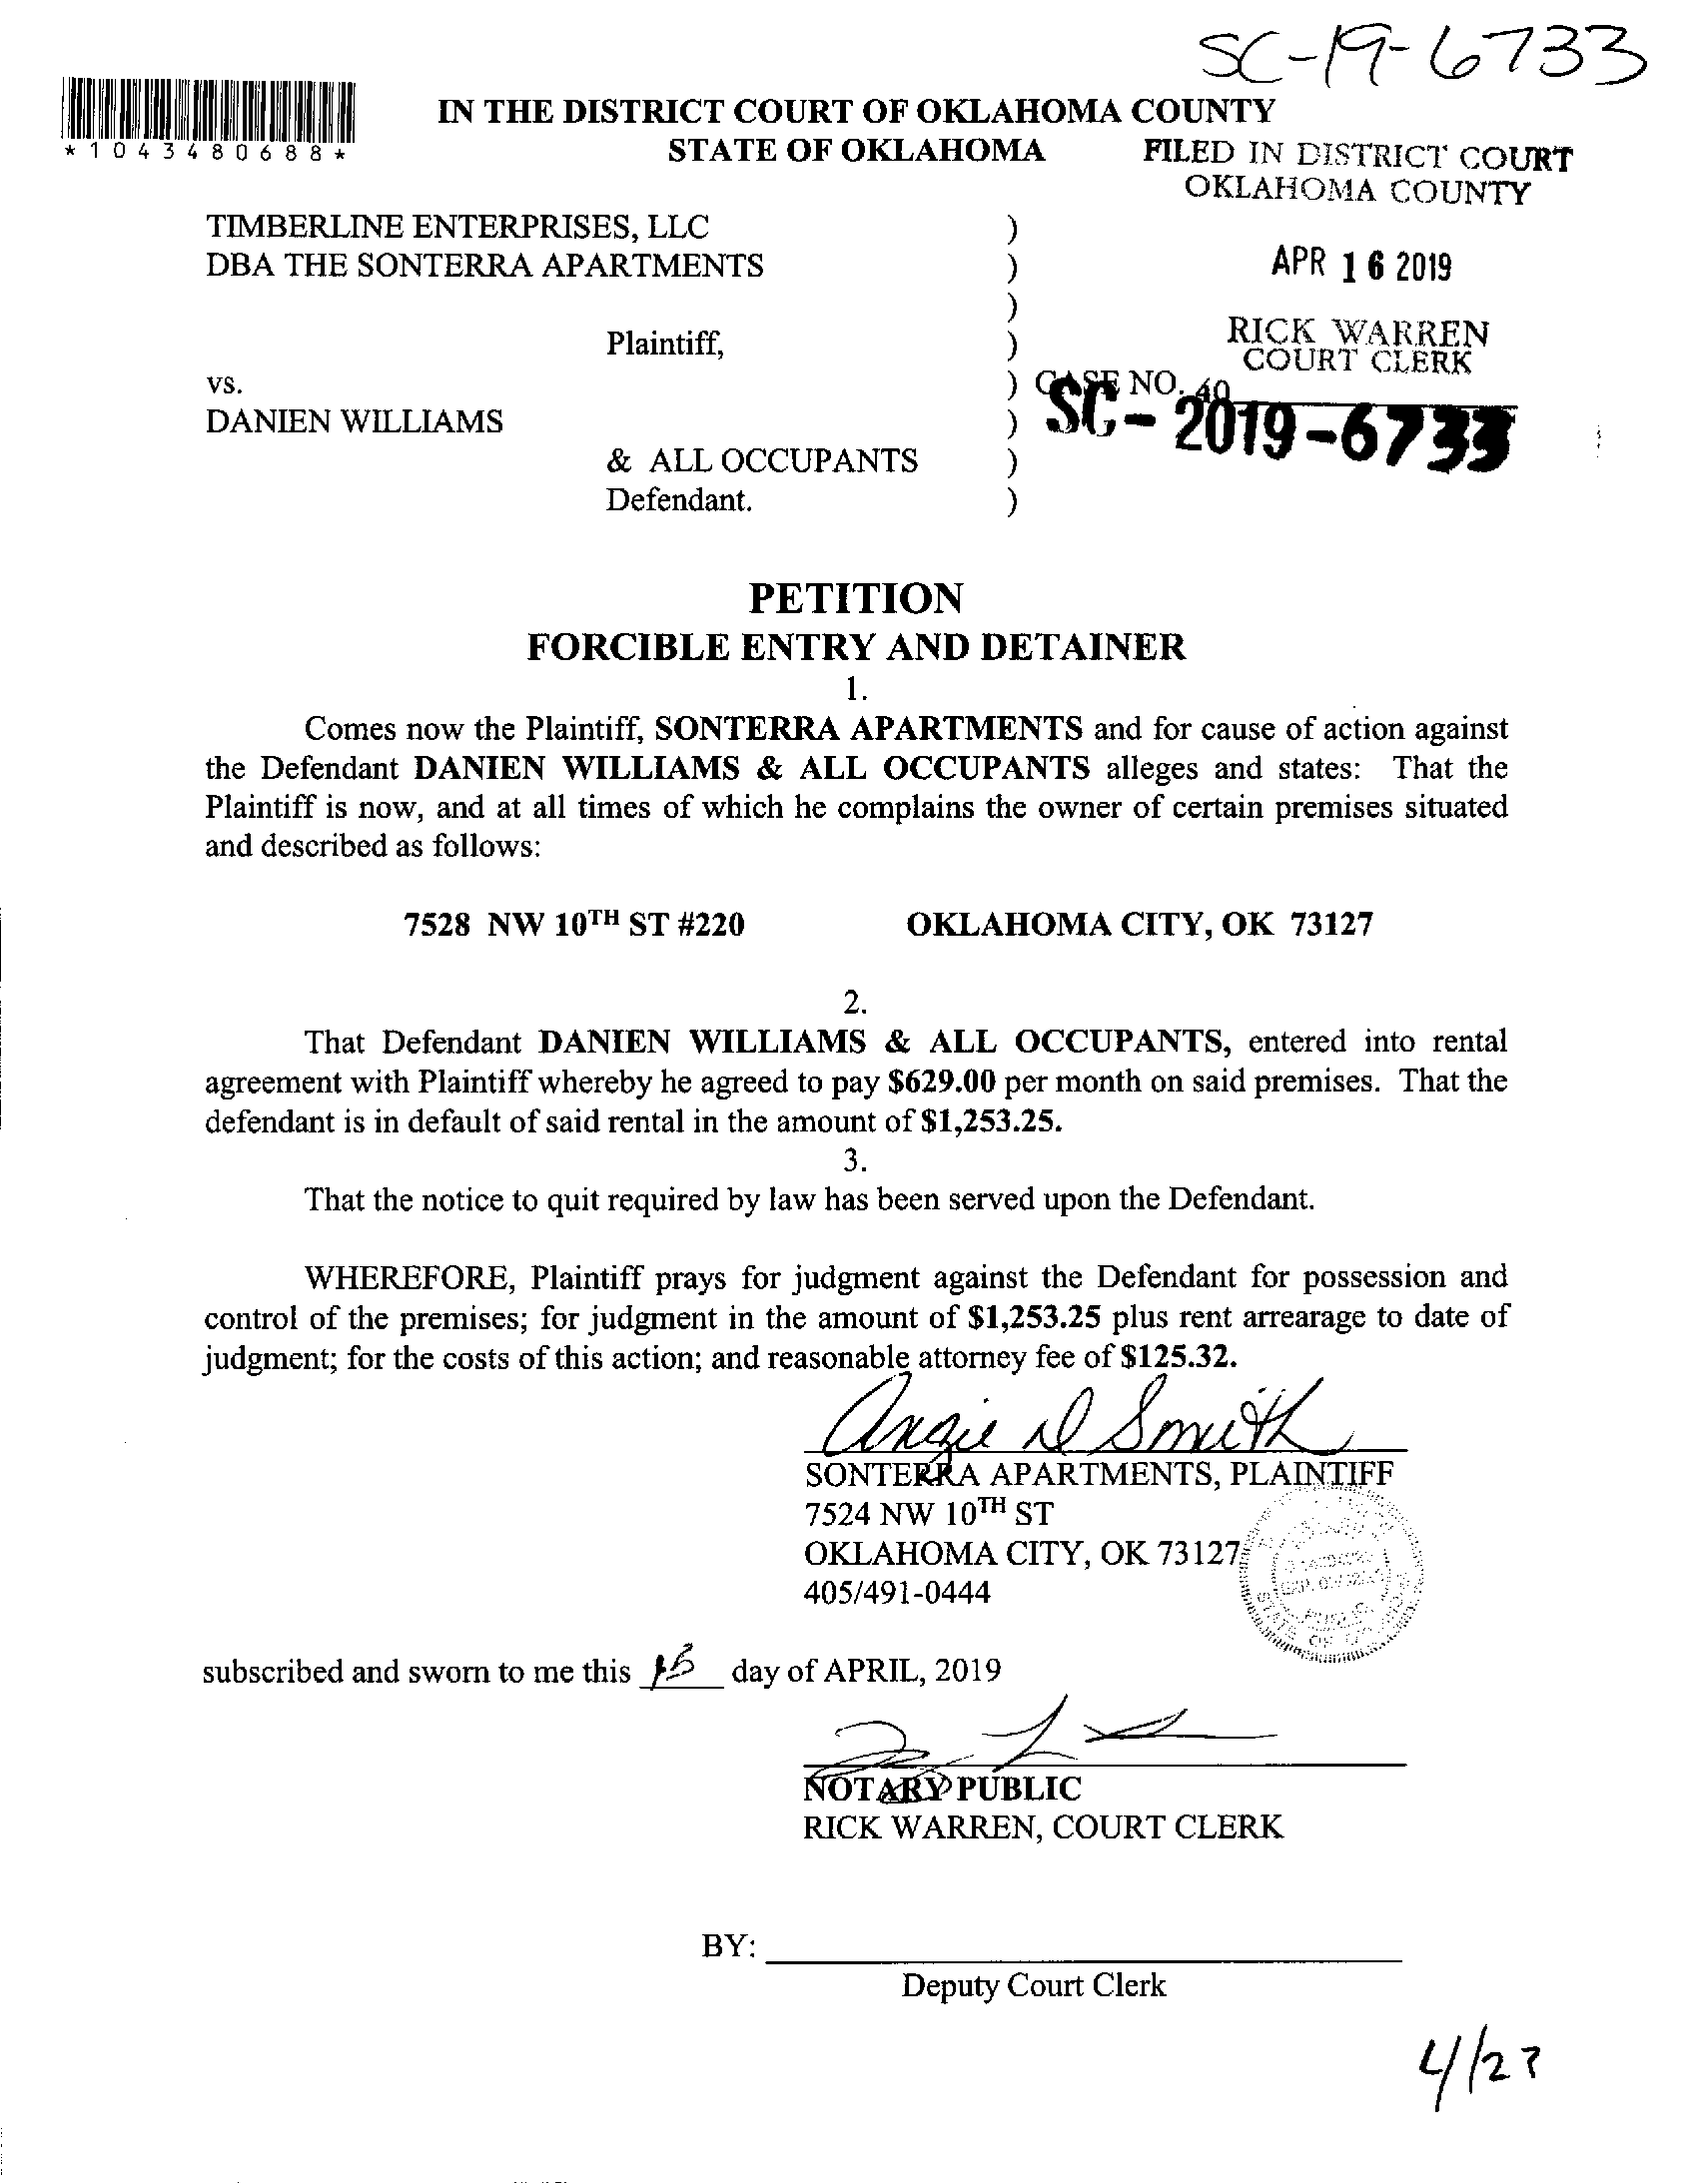 SC-19-6733
*1043480688*
IN THE DISTRICT COURT OF OKLAHOMA COUNTY
STATE OF OKLAHOMA
FILED IN DISTRICT COURT
OKLAHOMA COUNTY
TIMBERLINE ENTERPRISES, LLC )
DBA THE SONTERRA APARTMENTS )
APR 16 2019
)
Plaintiff, )
RICK WARREN
COURT CLERK
vs. ) CASE NO. 40
SC-2019-6733
DANIEN WILLIAMS )
& ALL OCCUPANTS )
Defendant. )
PETITION
FORCIBLE ENTRY AND DETAINER
1.
Comes now the Plaintiff, SONTERRA APARTMENTS and for cause of action against
the Defendant DANIEN WILLIAMS & ALL OCCUPANTS alleges and states: That the
Plaintiff is now, and at all times of which he complains the owner of certain premises situated
and described as follows:
7528 NW 10TH ST #220 OKLAHOMA CITY, OK 73127
2.
That Defendant DANIEN WILLIAMS & ALL OCCUPANTS, entered into rental
agreement with Plaintiff whereby he agreed to pay $629.00 per month on said premises. That the
defendant is in default of said rental in the amount of $1,253.25.
3.
That the notice to quit required by law has been served upon the Defendant.
WHEREFORE, Plaintiff prays for judgment against the Defendant for possession and
control of the premises; for judgment in the amount of $1,253.25 plus rent arrearage to date of
judgment; for the costs of this action; and reasonable attorney fee of $125.32.
Angie D Smith
SONTERRA APARTMENTS, PLAINTIFF
7524 NW 10TH ST
OKLAHOMA CITY, OK 73127
405/491-0444
STATE OF
subscribed and sworn to me this day of APRIL, 2019
NOTARY PUBLIC
RICK WARREN, COURT CLERK
BY:
Deputy Court Clerk
4/27